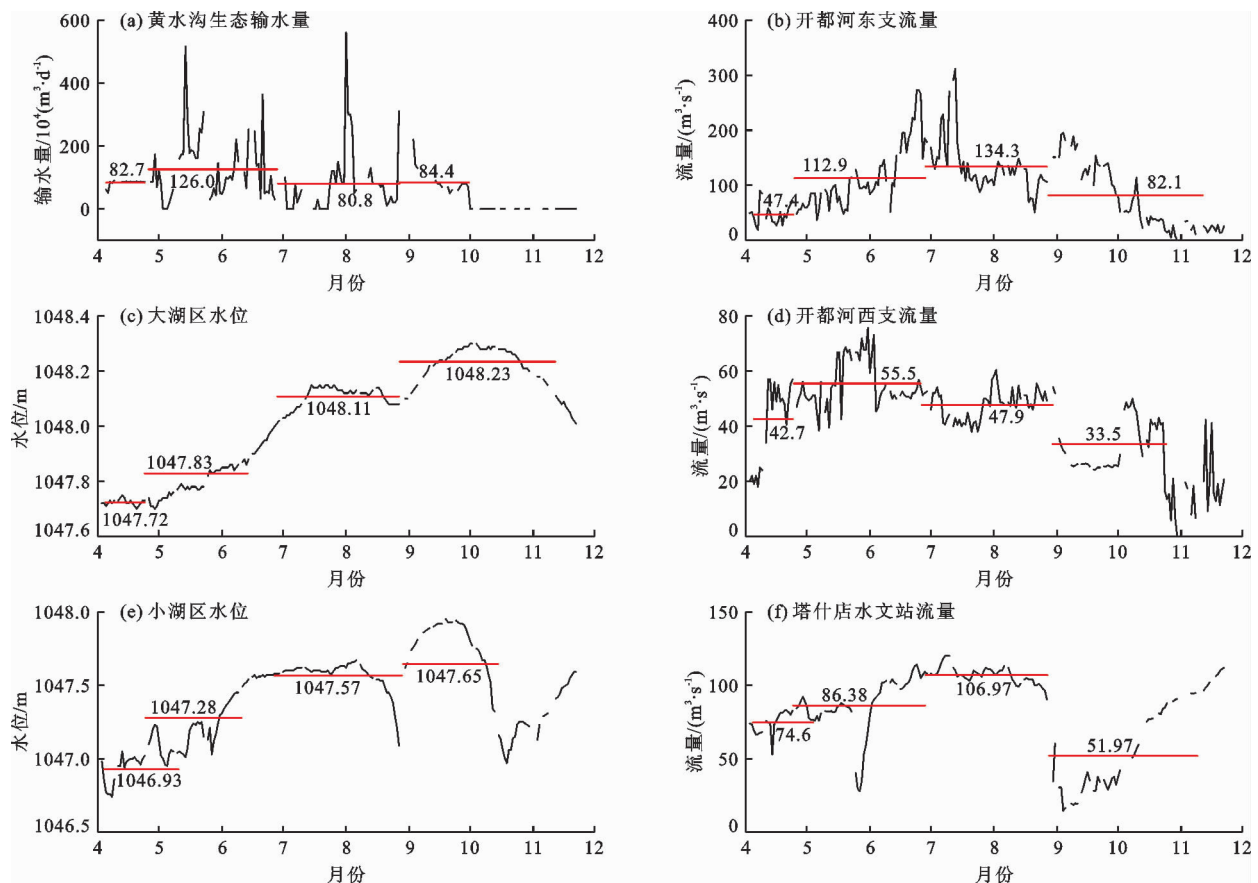 (a) 黄水沟生态输水量
输水量/10⁴(m³·d⁻¹)
600
400
200
0
82.7
126.0
80.8
84.4
4 5 6 7 8 9 10 11 12
月份
(b) 开都河东支流量
流量/(m³·s⁻¹)
400
300
200
100
0
47.4
112.9
134.3
82.1
4 5 6 7 8 9 10 11 12
月份
(c) 大湖区水位
水位/m
1048.4
1048.2
1048.0
1047.8
1047.6
1047.72
1047.83
1048.11
1048.23
4 5 6 7 8 9 10 11 12
月份
(d) 开都河西支流量
流量/(m³·s⁻¹)
80
60
40
20
0
42.7
55.5
47.9
33.5
4 5 6 7 8 9 10 11 12
月份
(e) 小湖区水位
水位/m
1048.0
1047.5
1047.0
1046.5
1046.93
1047.28
1047.57
1047.65
4 5 6 7 8 9 10 11 12
月份
(f) 塔什店水文站流量
流量/(m³·s⁻¹)
150
100
50
0
74.6
86.38
106.97
51.97
4 5 6 7 8 9 10 11 12
月份